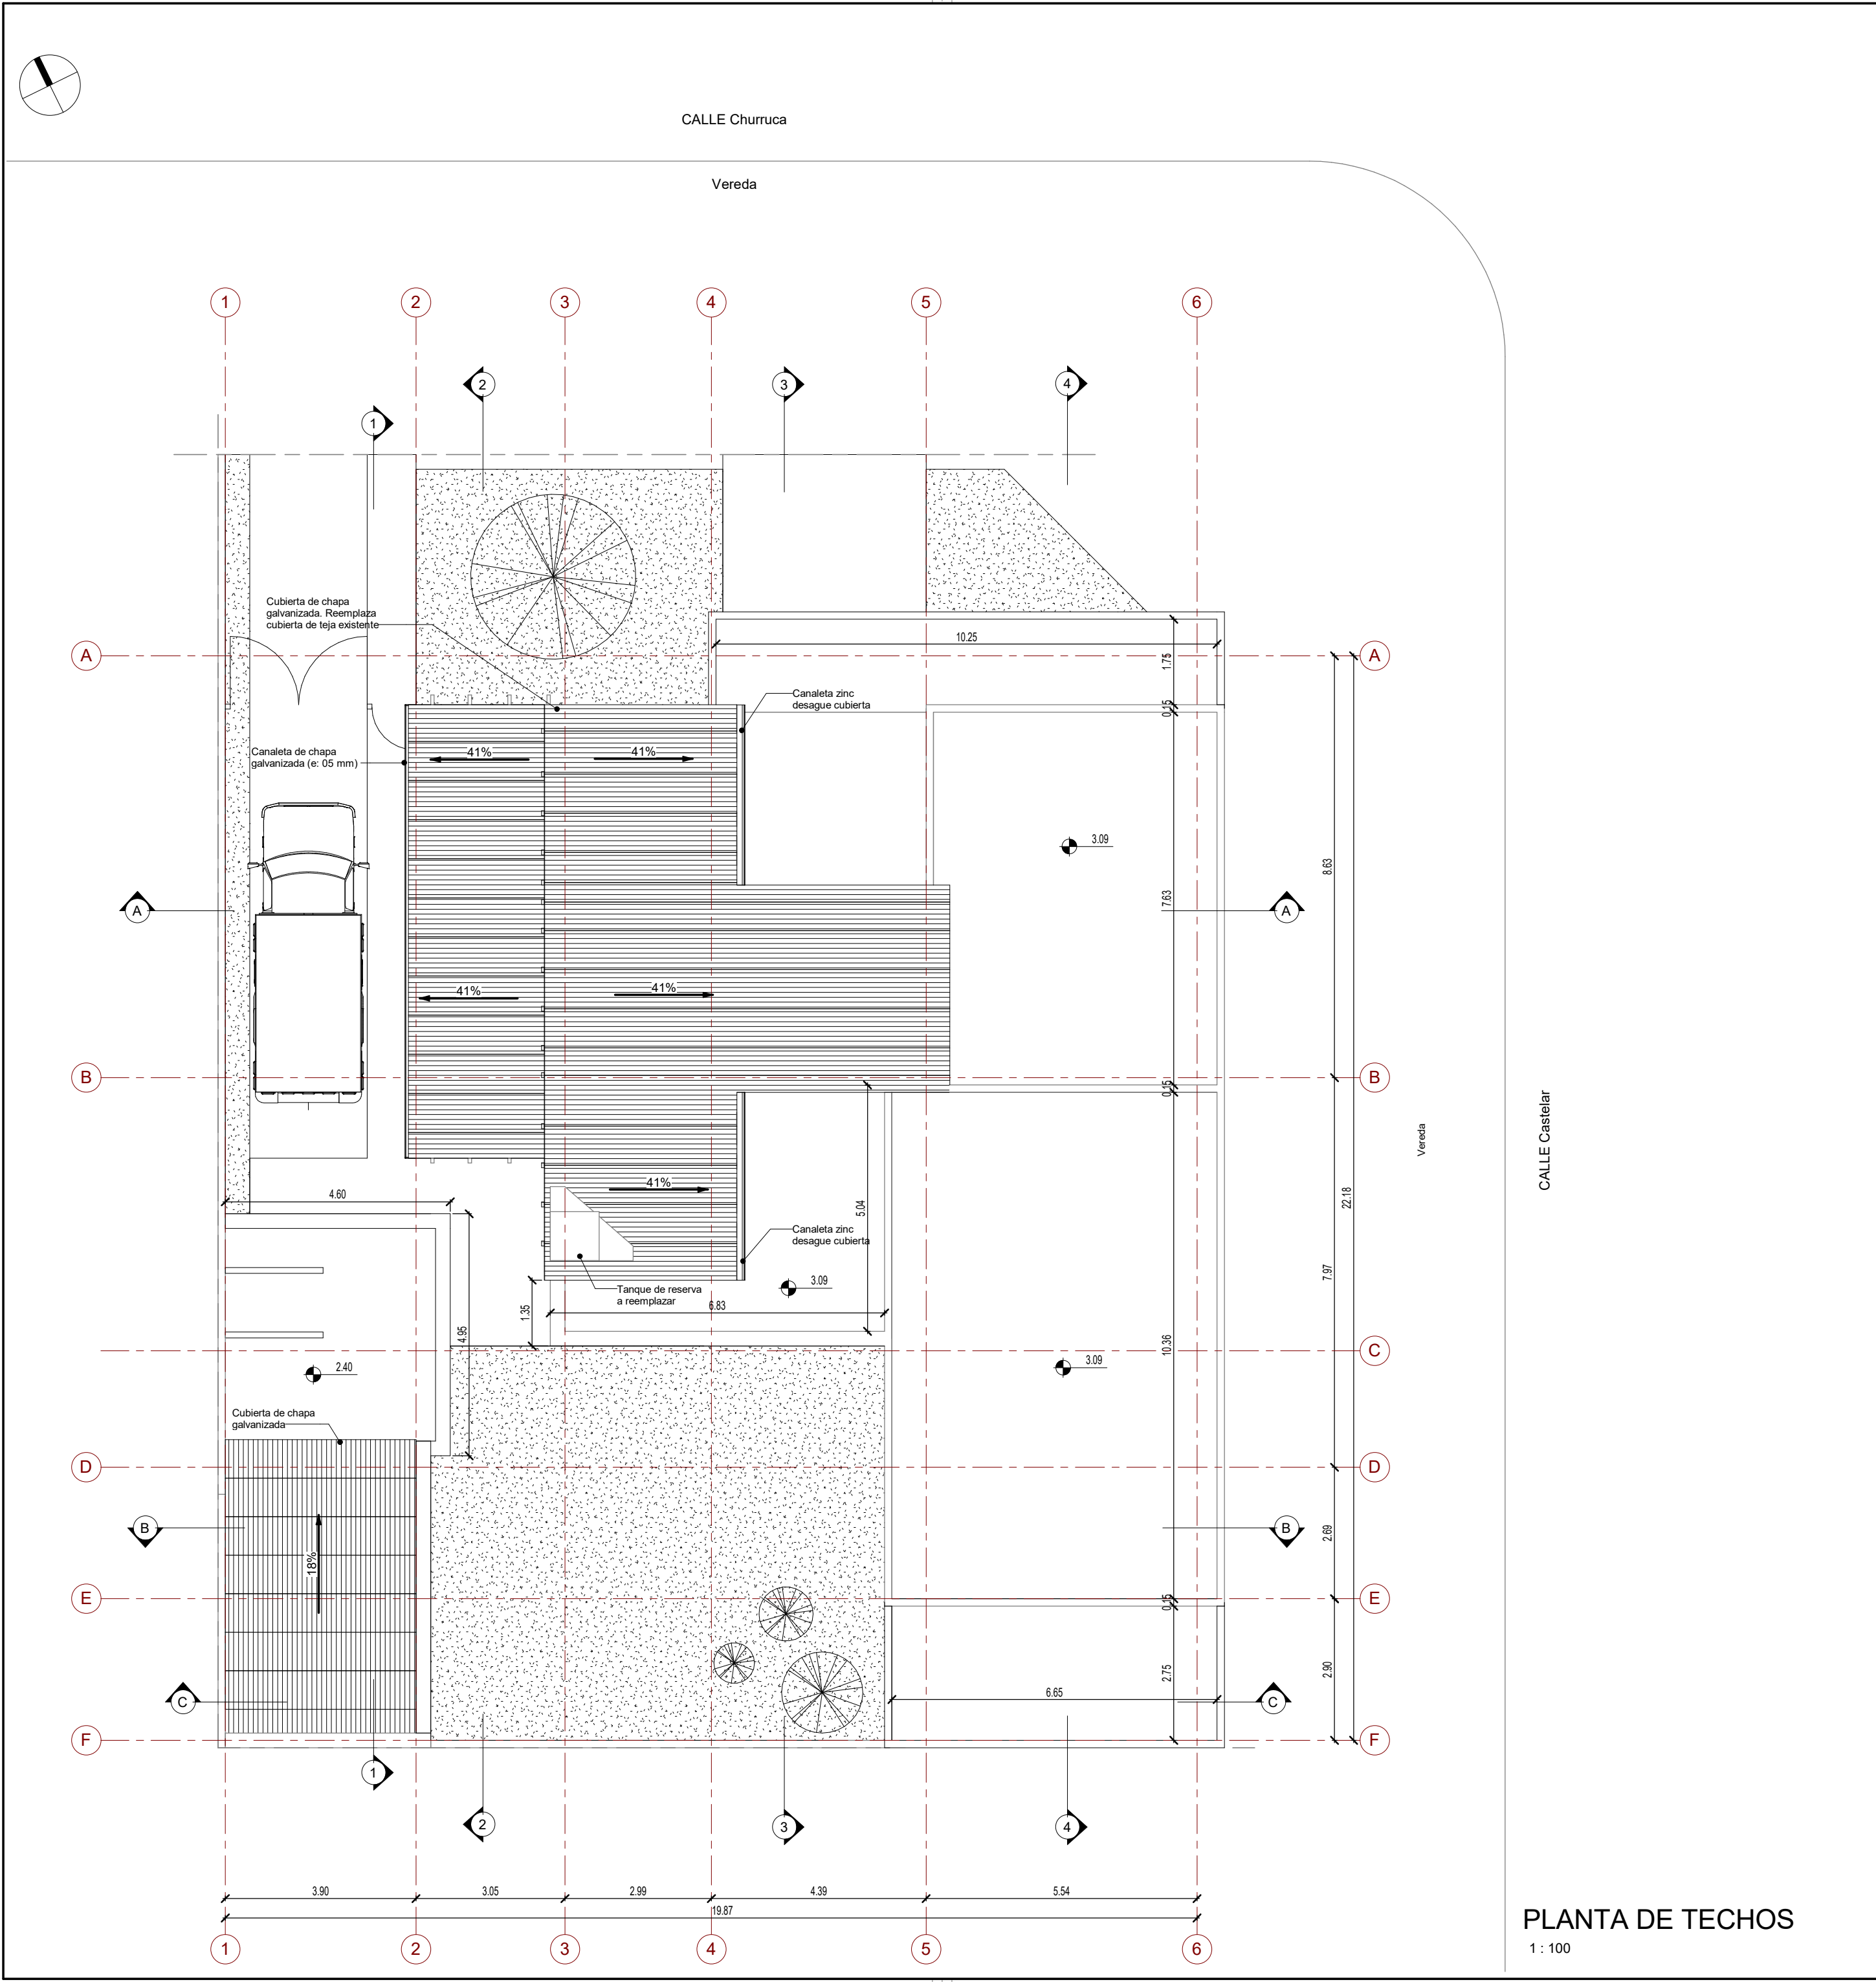 CALLE Churruca
Vereda
1
2
3
4
5
6
2
3
4
1
Cubierta de chapa
galvanizada. Reemplaza
cubierta de teja existente
10.25
A
A
1.75
Canaleta zinc
desague cubierta
0.15
Canaleta de chapa
galvanizada (e: 05 mm)
41%
41%
3.09
8.63
7.63
A
A
41%
41%
B
B
0.15
CALLE Castelar
Vereda
4.60
41%
5.04
22.18
Canaleta zinc
desague cubierta
7.97
3.09
Tanque de reserva
a reemplazar
6.83
1.35
4.95
10.36
C
2.40
3.09
Cubierta de chapa
galvanizada
D
D
B
B
2.69
18%
E
E
0.15
2.75
2.90
6.65
C
C
F
F
1
2
3
4
3.90
3.05
2.99
4.39
5.54
19.87
1
2
3
4
5
6
PLANTA DE TECHOS
1 : 100